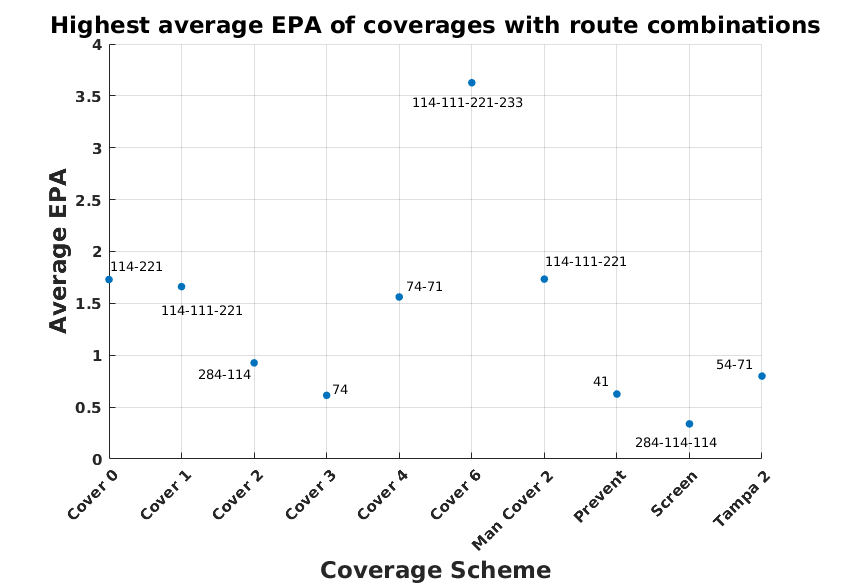 Highest average EPA of coverages with route combinations
4
3.5
3
2.5
2
1.5
1
0.5
0
Average EPA
114-221
114-111-221
284-114
74
74-71
114-111-221-233
114-111-221
41
284-114-114
54-71
Cover 0
Cover 1
Cover 2
Cover 3
Cover 4
Cover 6
Man Cover 2
Prevent
Screen
Tampa 2
Coverage Scheme